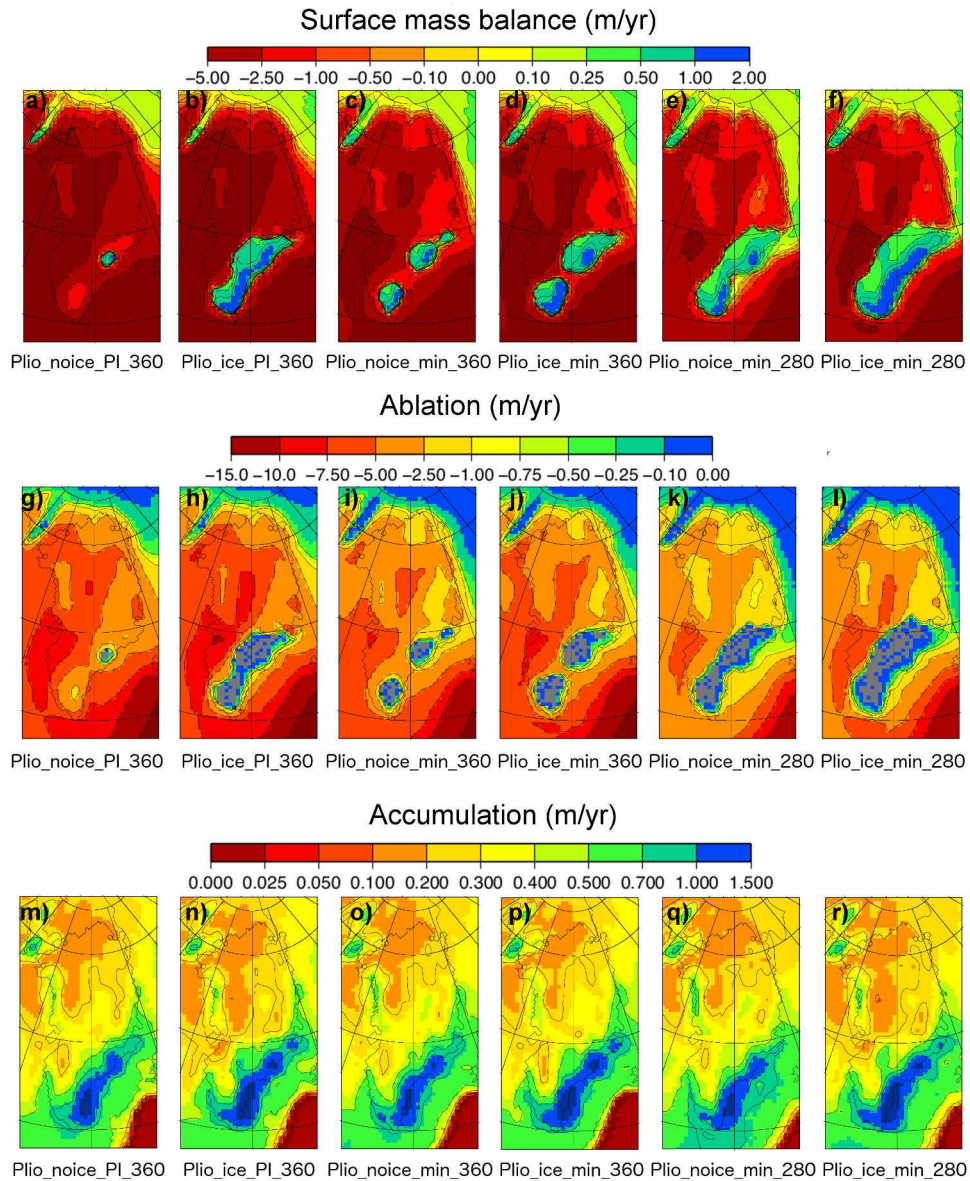 Surface mass balance (m/yr)
−5.00 −2.50 −1.00 −0.50 −0.10 0.00 0.10 0.25 0.50 1.00 2.00
a) b) c) d) e) f)
Plio_noice_PI_360 Plio_ice_PI_360 Plio_noice_min_360 Plio_ice_min_360 Plio_noice_min_280 Plio_ice_min_280
Ablation (m/yr)
−15.0 −10.0 −7.50 −5.00 −2.50 −1.00 −0.75 −0.50 −0.25 −0.10 0.00
g) h) i) j) k) l)
Plio_noice_PI_360 Plio_ice_PI_360 Plio_noice_min_360 Plio_ice_min_360 Plio_noice_min_280 Plio_ice_min_280
Accumulation (m/yr)
0.000 0.025 0.050 0.100 0.200 0.300 0.400 0.500 0.700 1.000 1.500
m) n) o) p) q) r)
Plio_noice_PI_360 Plio_ice_PI_360 Plio_noice_min_360 Plio_ice_min_360 Plio_noice_min_280 Plio_ice_min_280